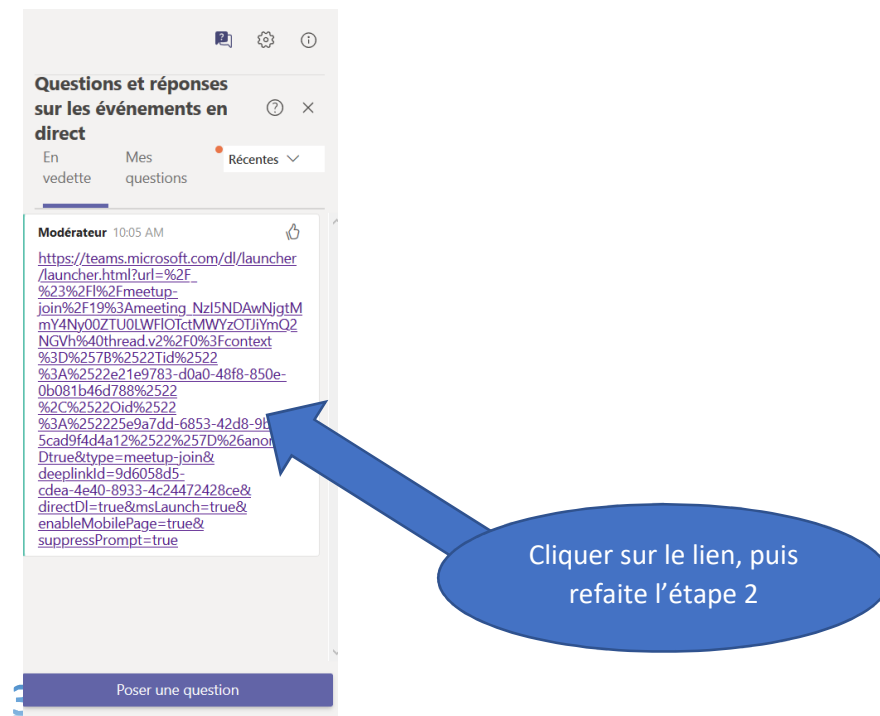 Questions et réponses
sur les événements en
direct
En
vedette
Mes
questions
Récentes
Modérateur 10:05 AM
https://teams.microsoft.com/dl/launcher
/launcher.html?url=%2F_
%23%2Fl%2Fmeetup-
join%2F19%3Ameeting_NzI5NDAwNjgtM
mY4Ny00ZTU0LWFlOTctMWYzOTJiYmQ2
NGVh%40thread.v2%2F0%3Fcontext
%3D%257B%2522Tid%2522
%3A%2522e21e9783-d0a0-48f8-850e-
0b081b46d788%2522
%2C%2522Oid%2522
%3A%252225e9a7dd-6853-42d8-9b
5cad9f4d4a12%2522%257D%26anon
Dtrue&type=meetup-join&
deeplinkId=9d6058d5-
cdea-4e40-8933-4c24472428ce&
directDl=true&msLaunch=true&
enableMobilePage=true&
suppressPrompt=true
Cliquer sur le lien, puis
refaite l’étape 2
Poser une question